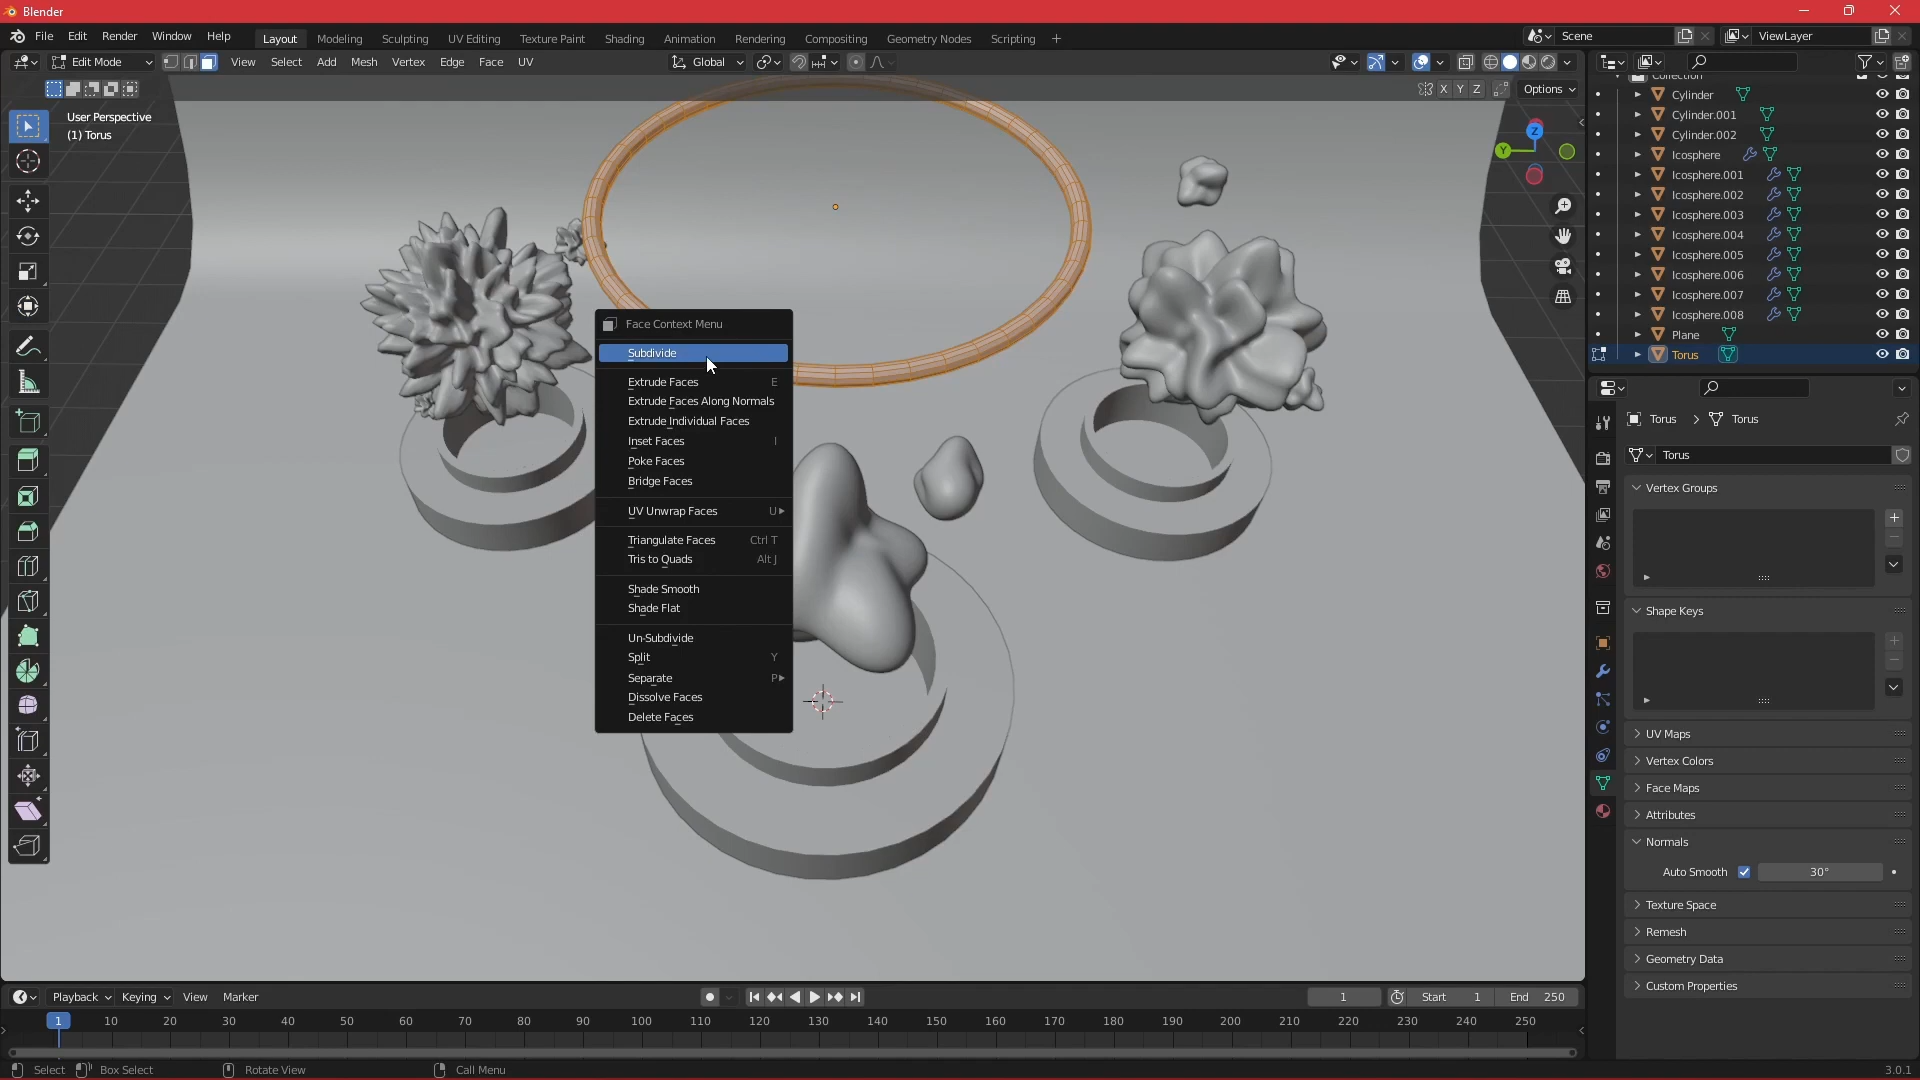 Blender
File Edit Render Window Help
Layout Modeling Sculpting UV Editing Texture Paint Shading Animation Rendering Compositing Geometry Nodes Scripting +
Scene
ViewLayer
Edit Mode
View Select Add Mesh Vertex Edge Face UV
Global
X Y Z
Options
User Perspective
(1) Torus
Z
Y
Face Context Menu
Subdivide
Extrude Faces E
Extrude Faces Along Normals
Extrude Individual Faces
Inset Faces I
Poke Faces
Bridge Faces
UV Unwrap Faces U
Triangulate Faces Ctrl T
Tris to Quads Alt J
Shade Smooth
Shade Flat
Un-Subdivide
Split Y
Separate P
Dissolve Faces
Delete Faces
Collection
Cylinder
Cylinder.001
Cylinder.002
Icosphere
Icosphere.001
Icosphere.002
Icosphere.003
Icosphere.004
Icosphere.005
Icosphere.006
Icosphere.007
Icosphere.008
Plane
Torus
Torus > Torus
Torus
Vertex Groups
Shape Keys
UV Maps
Vertex Colors
Face Maps
Attributes
Normals
Auto Smooth 30°
Texture Space
Remesh
Geometry Data
Custom Properties
Playback Keying View Marker
1 Start 1 End 250
1 10 20 30 40 50 60 70 80 90 100 110 120 130 140 150 160 170 180 190 200 210 220 230 240 250
Select Box Select Rotate View Call Menu
3.0.1